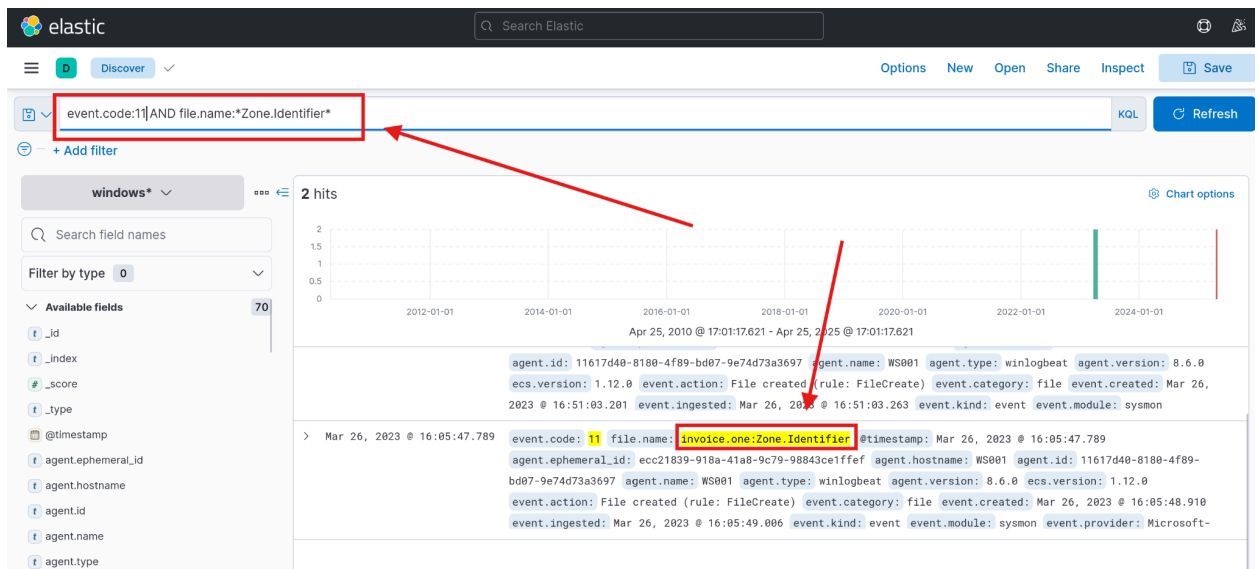 elastic
Search Elastic
D
Discover
Options New Open Share Inspect Save
event.code:11 AND file.name:*Zone.Identifier*
KQL
Refresh
+ Add filter
windows*
2 hits
Chart options
Search field names
Filter by type 0
Available fields 70
t _id
t _index
# _score
t _type
@timestamp
t agent.ephemeral_id
t agent.hostname
t agent.id
t agent.name
t agent.type
2
1.5
1
0.5
0
2012-01-01 2014-01-01 2016-01-01 2018-01-01 2020-01-01 2022-01-01 2024-01-01
Apr 25, 2010 @ 17:01:17.621 - Apr 25, 2025 @ 17:01:17.621
agent.id: 11617d40-8180-4f89-bd07-9e74d73a3697 agent.name: WS001 agent.type: winlogbeat agent.version: 8.6.0
ecs.version: 1.12.0 event.action: File created (rule: FileCreate) event.category: file event.created: Mar 26,
2023 @ 16:51:03.201 event.ingested: Mar 26, 2023 @ 16:51:03.263 event.kind: event event.module: sysmon
Mar 26, 2023 @ 16:05:47.789 event.code: 11 file.name: invoice.one:Zone.Identifier @timestamp: Mar 26, 2023 @ 16:05:47.789
agent.ephemeral_id: ecc21839-918a-41a8-9c79-98843ce1ffef agent.hostname: WS001 agent.id: 11617d40-8180-4f89-
bd07-9e74d73a3697 agent.name: WS001 agent.type: winlogbeat agent.version: 8.6.0 ecs.version: 1.12.0
event.action: File created (rule: FileCreate) event.category: file event.created: Mar 26, 2023 @ 16:05:48.910
event.ingested: Mar 26, 2023 @ 16:05:49.006 event.kind: event event.module: sysmon event.provider: Microsoft-